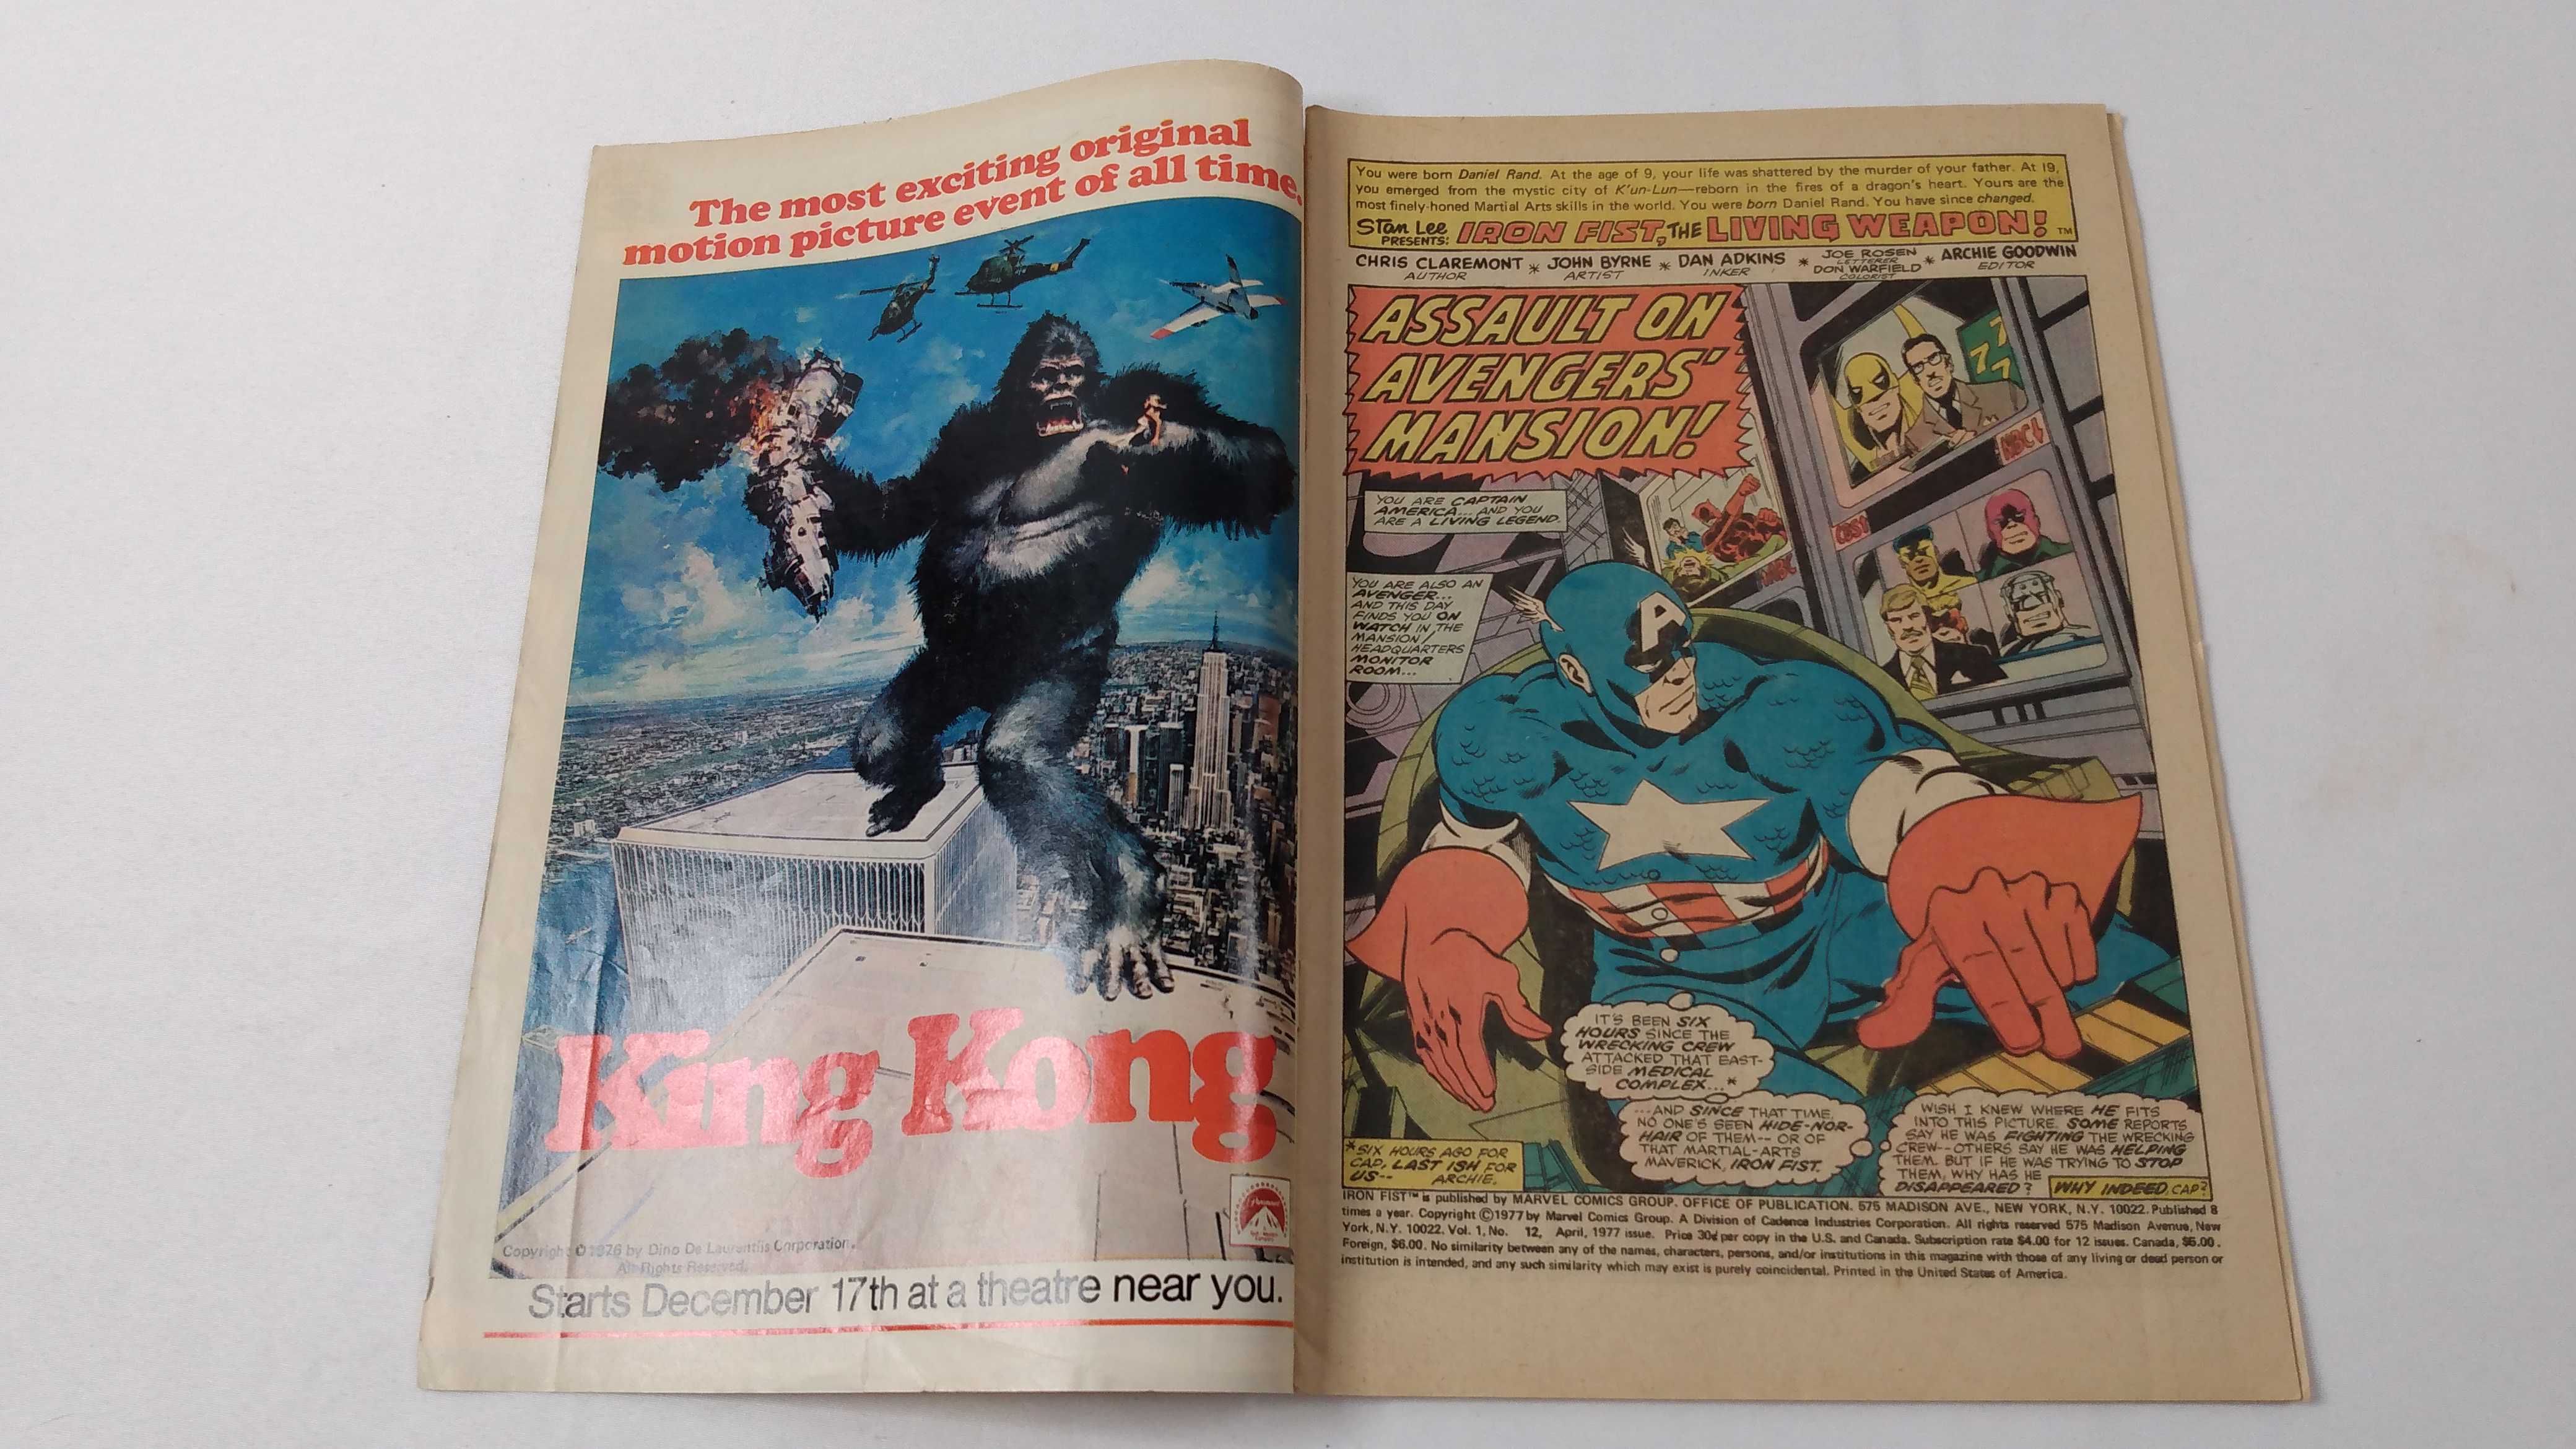 The most exciting original
motion picture event of all time.
King Kong
Paramount
Copyright © 1976 by Dino De Laurentiis Corporation.
All Rights Reserved.
Starts December 17th at a theatre near you.
You were born Daniel Rand. At the age of 9, your life was shattered by the murder of your father. At 19,
you emerged from the mystic city of K'un-Lun—reborn in the fires of a dragon's heart. Yours are the
most finely-honed Martial Arts skills in the world. You were born Daniel Rand. You have since changed.
Stan Lee
PRESENTS: IRON FIST, THE LIVING WEAPON! TM
CHRIS CLAREMONT * JOHN BYRNE * DAN ADKINS * JOE ROSEN * ARCHIE GOODWIN
AUTHOR ARTIST INKER LETTERER EDITOR
DON WARFIELD
COLORIST
ASSAULT ON
AVENGERS'
MANSION!
7
7
7
NBC
CBS
ABC
YOU ARE CAPTAIN
AMERICA... AND YOU
ARE A LIVING LEGEND.
YOU ARE ALSO AN
AVENGER...
AND THIS DAY
FINDS YOU ON
WATCH IN THE
MANSION/
HEADQUARTERS
MONITOR
ROOM...
A
IT'S BEEN SIX
HOURS SINCE THE
WRECKING CREW
ATTACKED THAT EAST-
SIDE MEDICAL
COMPLEX...*
...AND SINCE THAT TIME,
NO ONE'S SEEN HIDE-NOR-
HAIR OF THEM-- OR OF
THAT MARTIAL-ARTS
MAVERICK, IRON FIST.
WISH I KNEW WHERE HE FITS
INTO THIS PICTURE. SOME REPORTS
SAY HE WAS FIGHTING THE WRECKING
CREW--OTHERS SAY HE WAS HELPING
THEM. BUT IF HE WAS TRYING TO STOP
THEM, WHY HAS HE
DISAPPEARED?
WHY INDEED, CAP?
*SIX HOURS AGO FOR
CAP, LAST ISH FOR
US-- ARCHIE.
IRON FIST™ is published by MARVEL COMICS GROUP. OFFICE OF PUBLICATION. 575 MADISON AVE., NEW YORK, N.Y. 10022. Published 8
times a year. Copyright ©1977 by Marvel Comics Group. A Division of Cadence Industries Corporation. All rights reserved 575 Madison Avenue, New
York, N.Y. 10022. Vol. 1, No. 12, April, 1977 issue. Price 30¢ per copy in the U.S. and Canada. Subscription rate $4.00 for 12 issues. Canada, $5.00.
Foreign, $6.00. No similarity between any of the names, characters, persons, and/or institutions in this magazine with those of any living or dead person or
institution is intended, and any such similarity which may exist is purely coincidental. Printed in the United States of America.